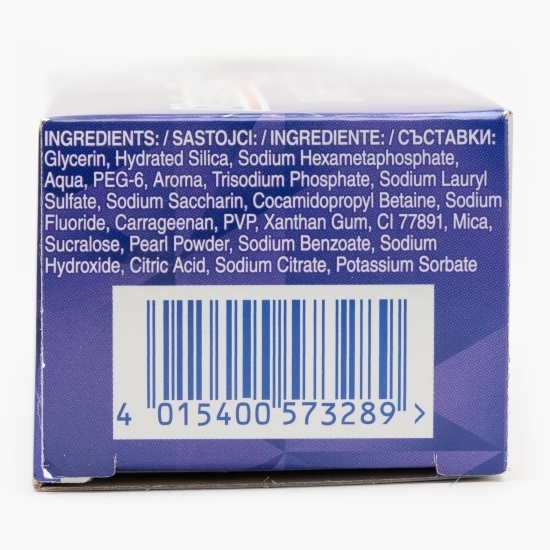 INGREDIENTS: / SASTOJCI: / INGREDIENTE: / СЪСТАВКИ:
Glycerin, Hydrated Silica, Sodium Hexametaphosphate,
Aqua, PEG-6, Aroma, Trisodium Phosphate, Sodium Lauryl
Sulfate, Sodium Saccharin, Cocamidopropyl Betaine, Sodium
Fluoride, Carrageenan, PVP, Xanthan Gum, CI 77891, Mica,
Sucralose, Pearl Powder, Sodium Benzoate, Sodium
Hydroxide, Citric Acid, Sodium Citrate, Potassium Sorbate
4 015400 573289 >